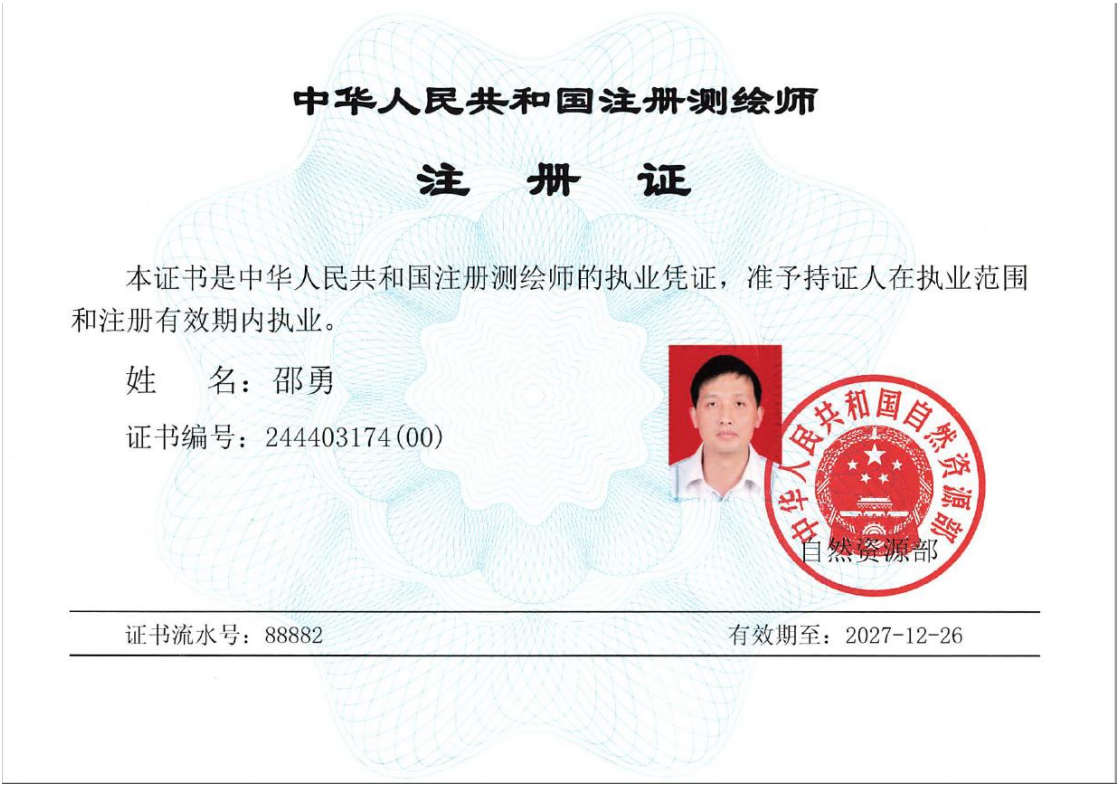 中华人民共和国注册测绘师
注 册 证
本证书是中华人民共和国注册测绘师的执业凭证，准予持证人在执业范围
和注册有效期内执业。
姓 名：邵勇
证书编号：244403174(00)
中华人民共和国自然资源部
自然资源部
证书流水号：88882
有效期至：2027-12-26